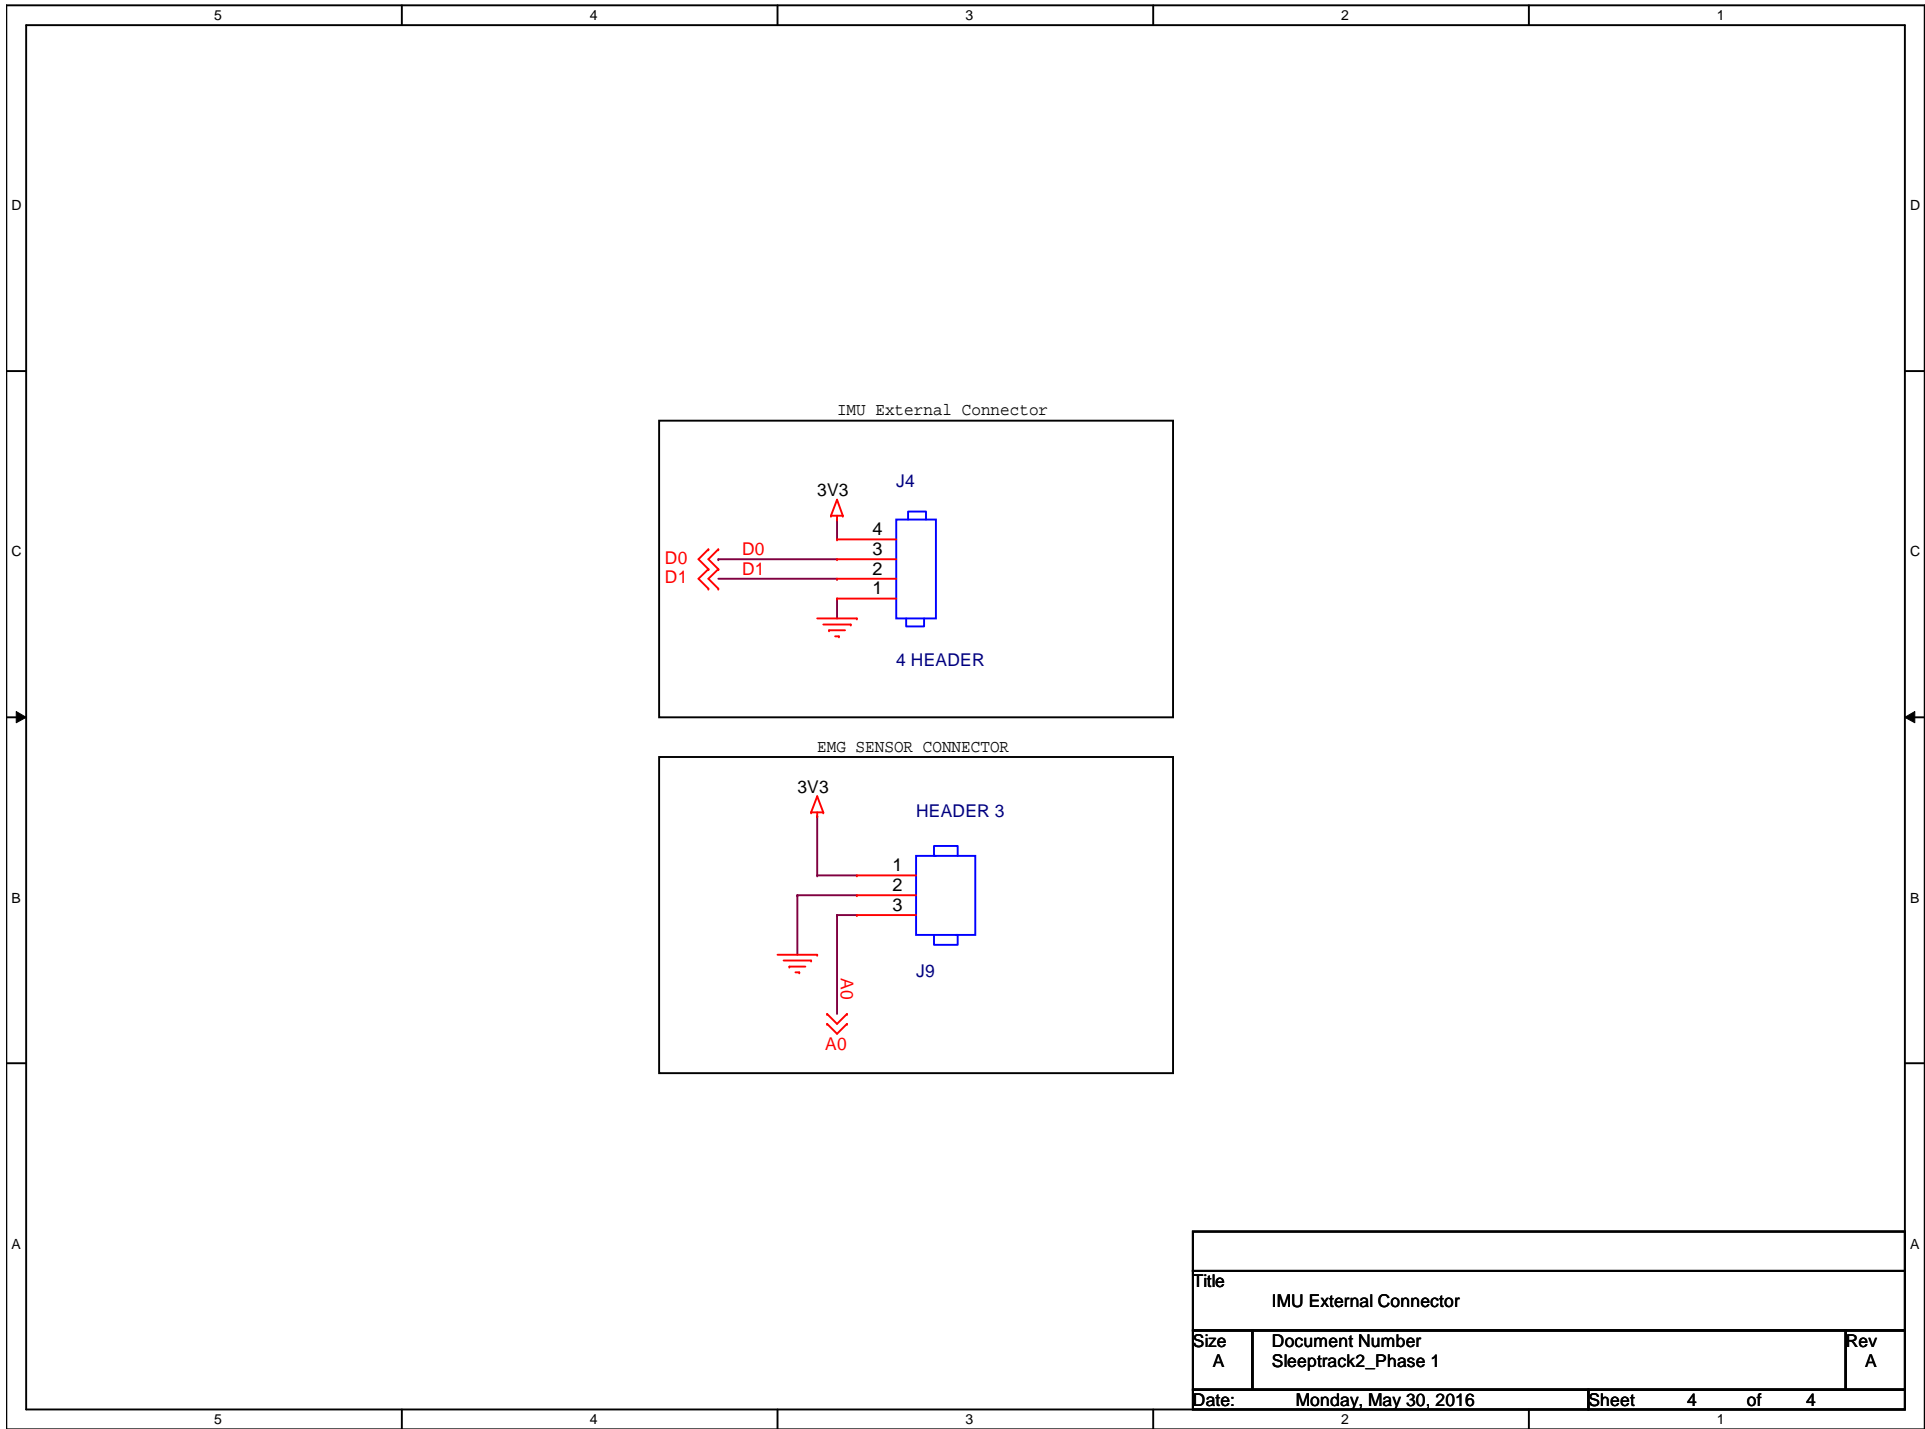 5 4 3 2 1
D D
IMU External Connector
J4
3V3
4
D0 D0 3
D1 D1 2
1
C C
4 HEADER
EMG SENSOR CONNECTOR
3V3
HEADER 3
1
2
3
B B
J9
A0
A0
A A
Title
IMU External Connector
Size Document Number Rev
A Sleeptrack2_Phase 1 A
Date: Monday, May 30, 2016 Sheet 4 of 4
5 4 3 2 1